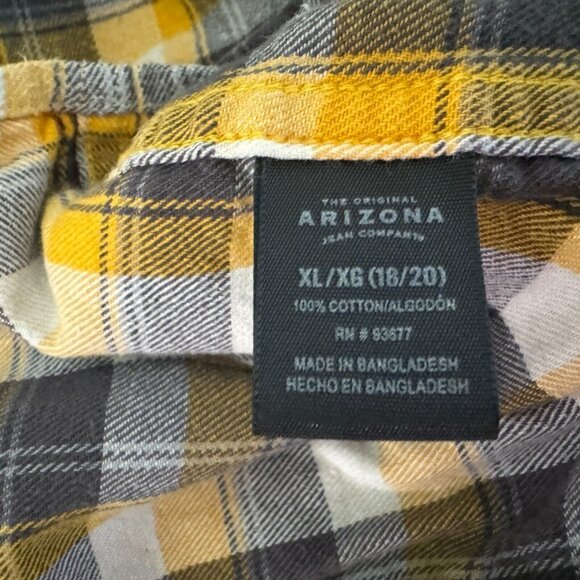 THE ORIGINAL
ARIZONA
JEAN COMPANY®
XL/XG (18/20)
100% COTTON/ALGODÓN
RN # 93677
MADE IN BANGLADESH
HECHO EN BANGLADESH